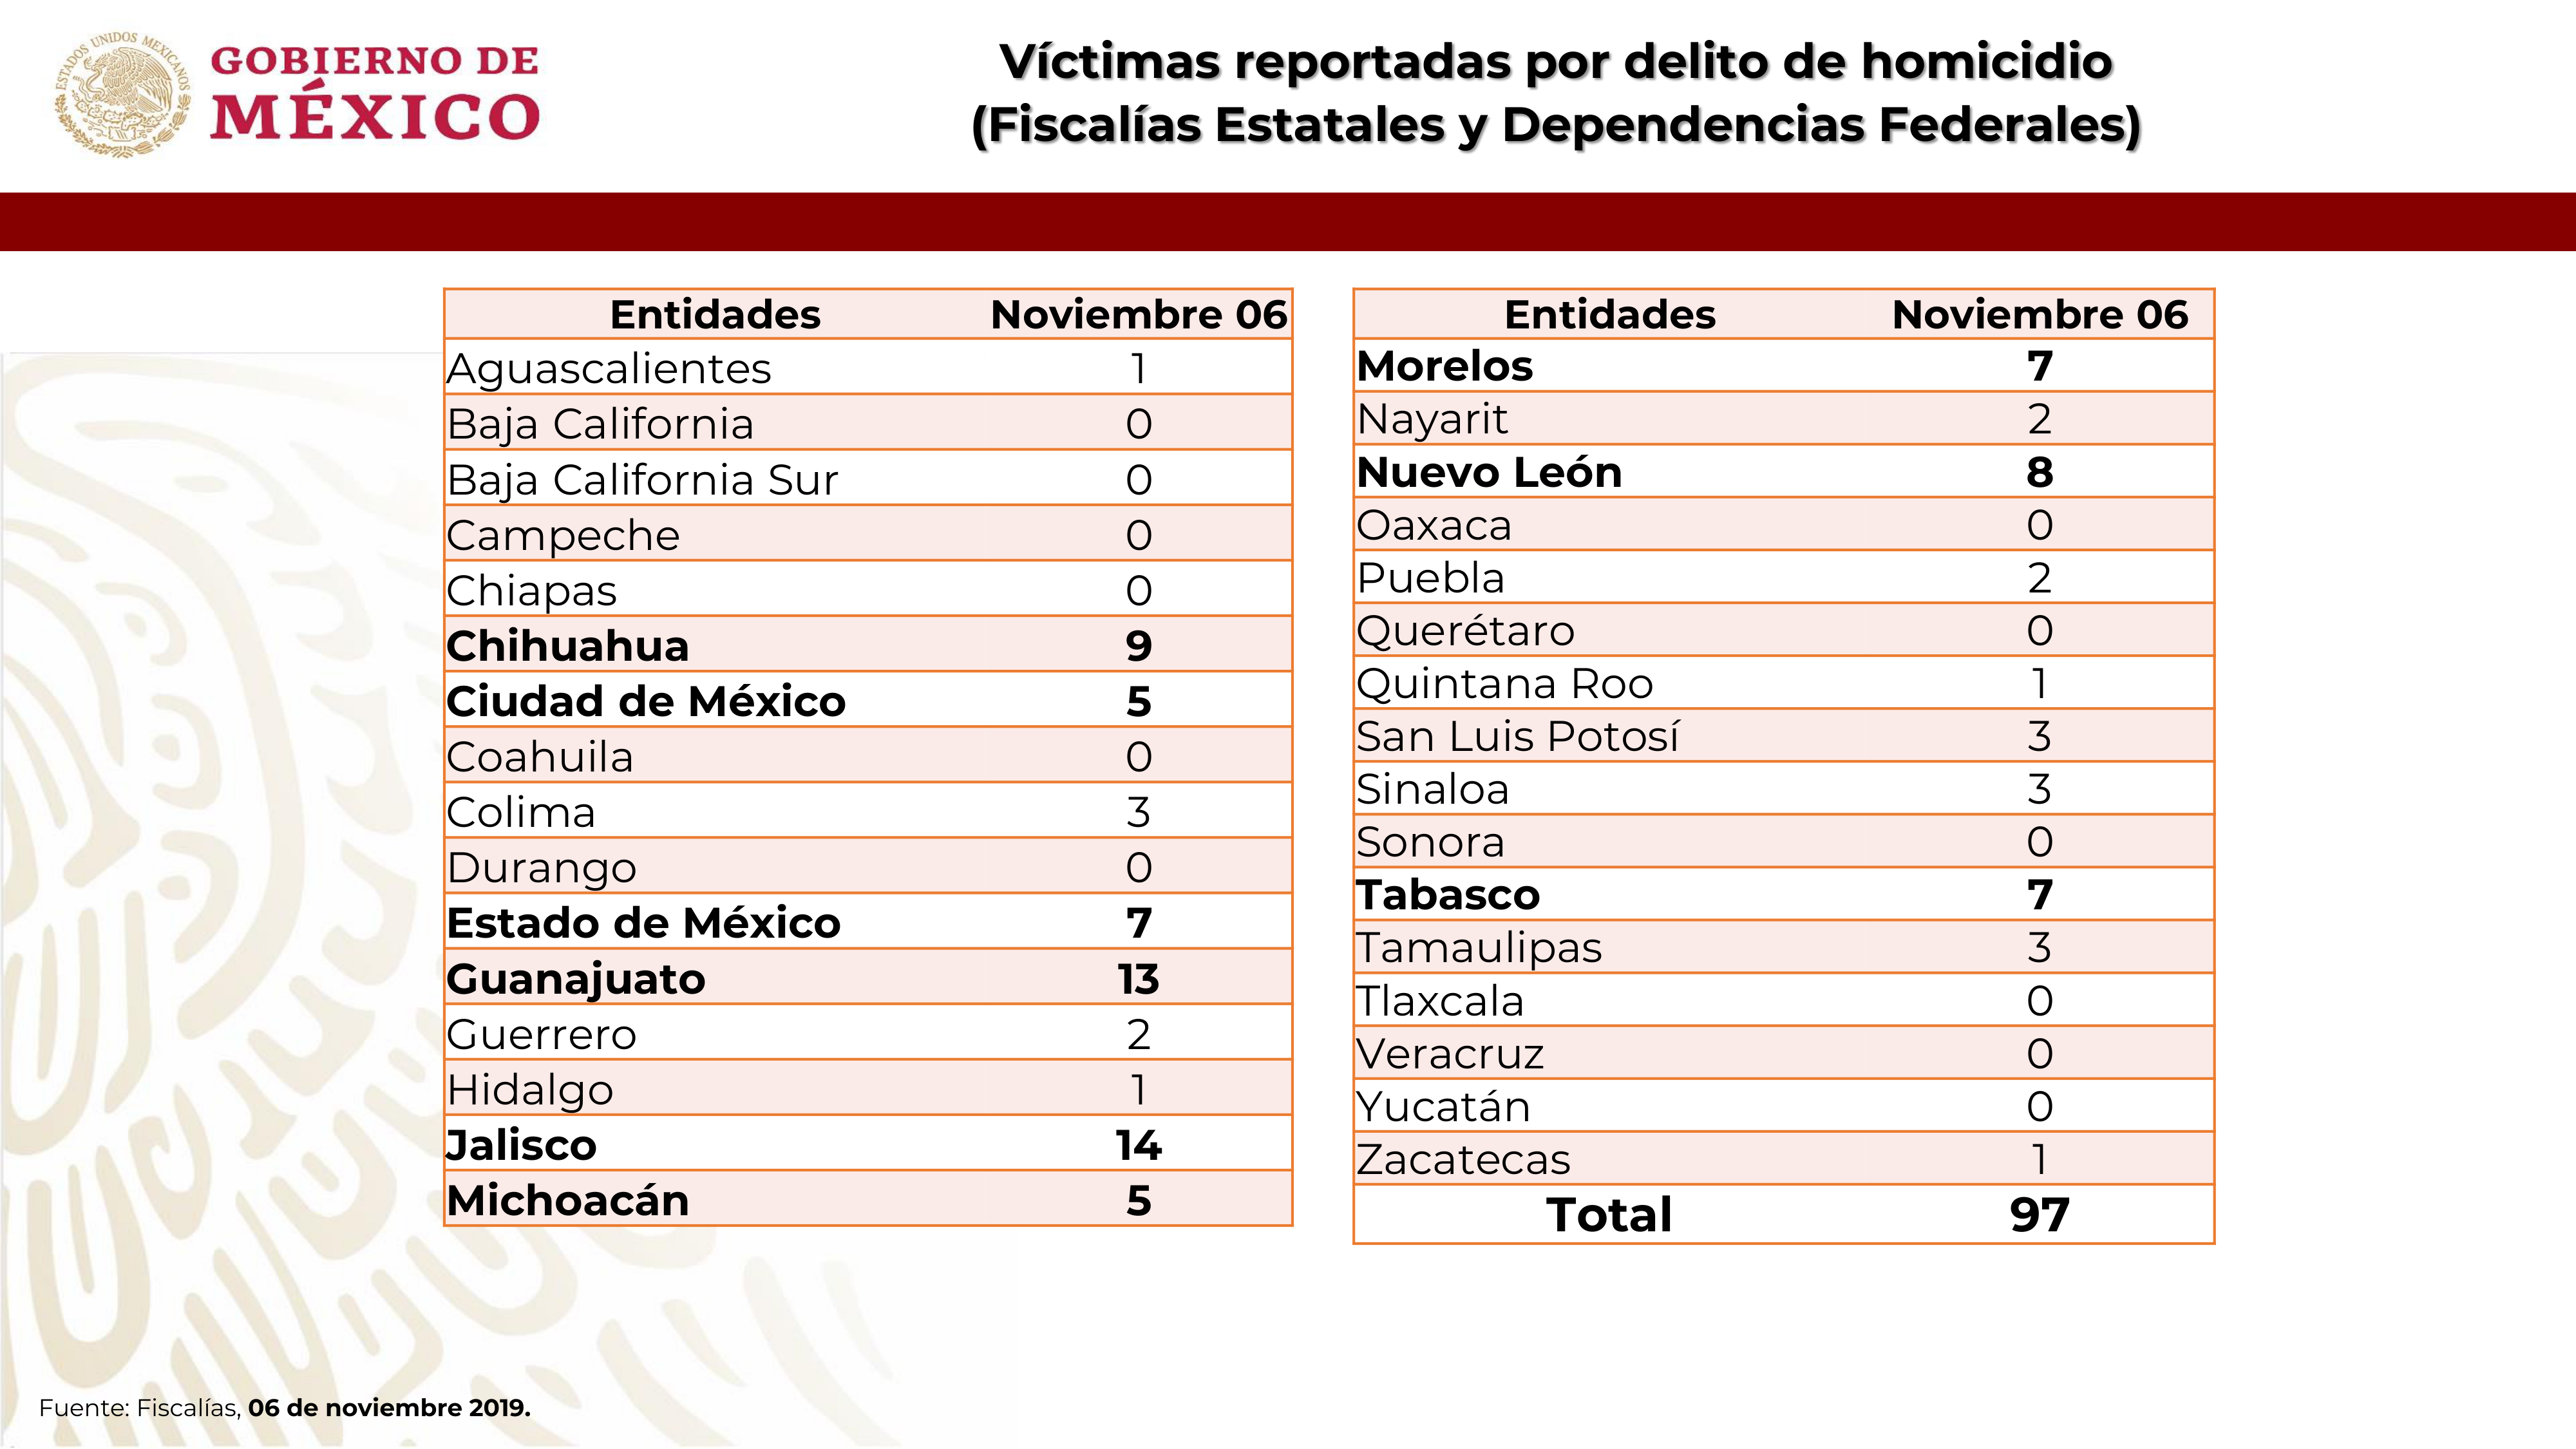 ESTADOS UNIDOS MEXICANOS
GOBIERNO DE
MÉXICO
Víctimas reportadas por delito de homicidio
(Fiscalías Estatales y Dependencias Federales)
Entidades Noviembre 06
Aguascalientes 1
Baja California 0
Baja California Sur 0
Campeche 0
Chiapas 0
Chihuahua 9
Ciudad de México 5
Coahuila 0
Colima 3
Durango 0
Estado de México 7
Guanajuato 13
Guerrero 2
Hidalgo 1
Jalisco 14
Michoacán 5
Entidades Noviembre 06
Morelos 7
Nayarit 2
Nuevo León 8
Oaxaca 0
Puebla 2
Querétaro 0
Quintana Roo 1
San Luis Potosí 3
Sinaloa 3
Sonora 0
Tabasco 7
Tamaulipas 3
Tlaxcala 0
Veracruz 0
Yucatán 0
Zacatecas 1
Total 97
Fuente: Fiscalías, 06 de noviembre 2019.